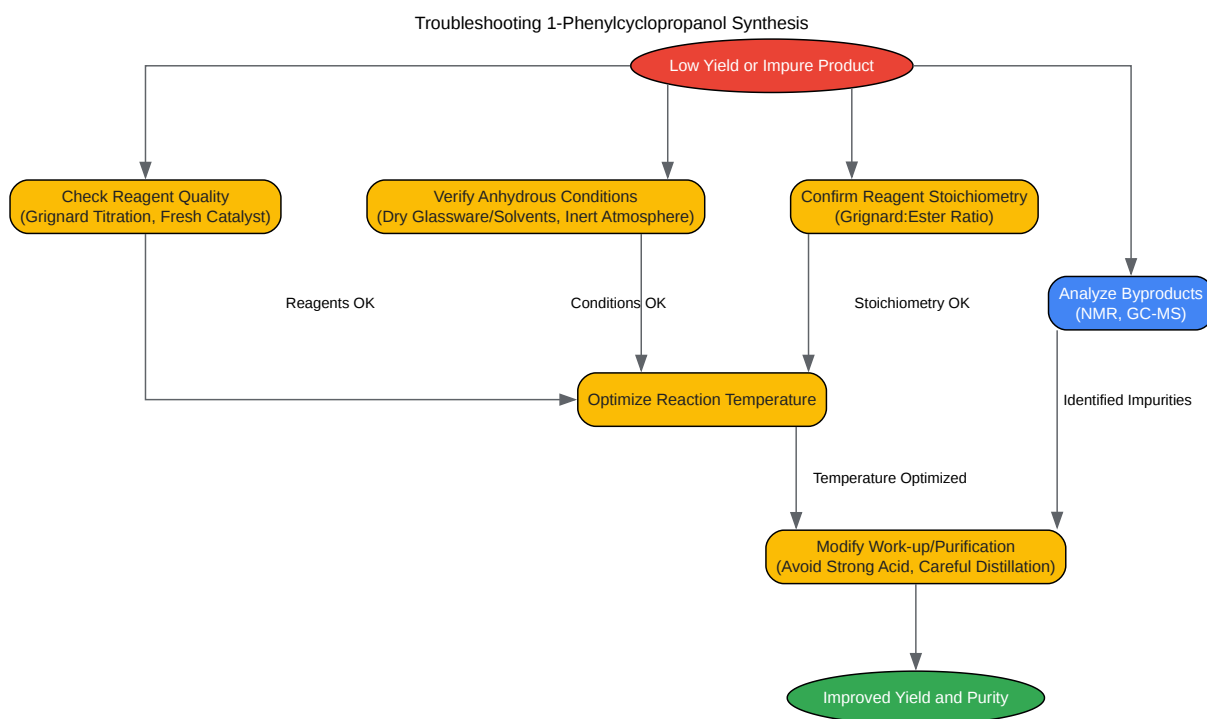 Troubleshooting 1-Phenylcyclopropanol Synthesis
Low Yield or Impure Product
Check Reagent Quality
(Grignard Titration, Fresh Catalyst)
Verify Anhydrous Conditions
(Dry Glassware/Solvents, Inert Atmosphere)
Confirm Reagent Stoichiometry
(Grignard:Ester Ratio)
Analyze Byproducts
(NMR, GC-MS)
Reagents OK
Conditions OK
Stoichiometry OK
Optimize Reaction Temperature
Identified Impurities
Temperature Optimized
Modify Work-up/Purification
(Avoid Strong Acid, Careful Distillation)
Improved Yield and Purity